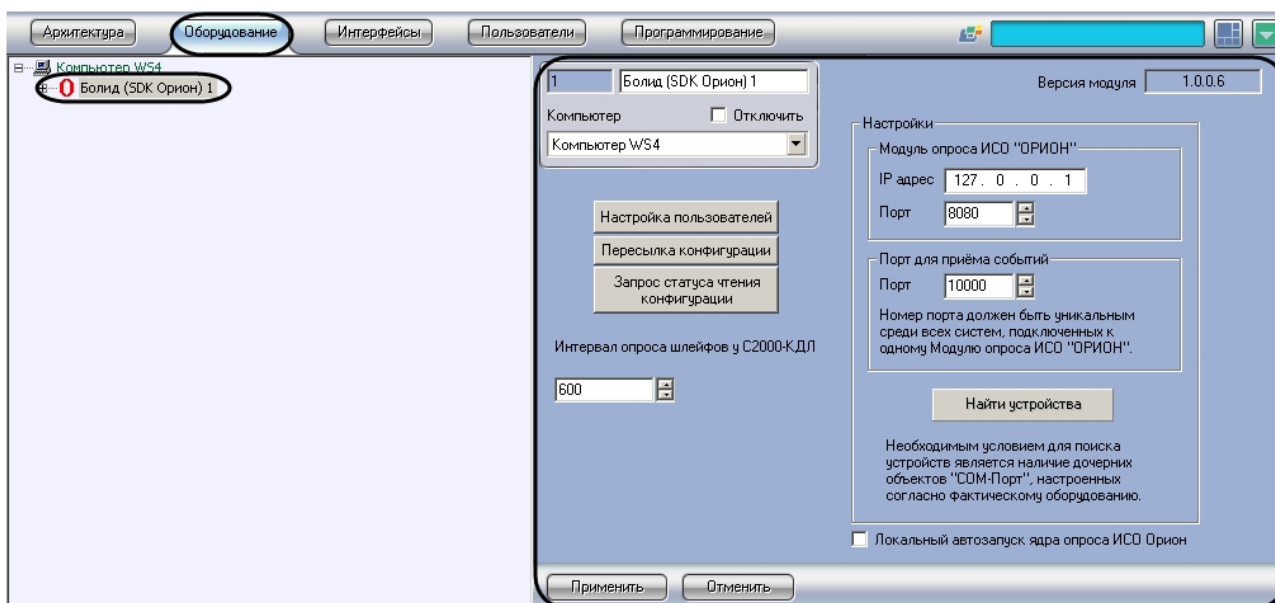 Архитектура
Оборудование
Интерфейсы
Пользователи
Программирование
Компьютер WS4
Болид (SDK Орион) 1
1
Болид (SDK Орион) 1
Компьютер
Отключить
Компьютер WS4
Настройка пользователей
Пересылка конфигурации
Запрос статуса чтения
конфигурации
Интервал опроса шлейфов у С2000-КДЛ
600
Версия модуля
1.0.0.6
Настройки
Модуль опроса ИСО "ОРИОН"
IP адрес
127 . 0 . 0 . 1
Порт
8080
Порт для приёма событий
Порт
10000
Номер порта должен быть уникальным
среди всех систем, подключенных к
одному Модулю опроса ИСО "ОРИОН".
Найти устройства
Необходимым условием для поиска
устройств является наличие дочерних
объектов "COM-Порт", настроенных
согласно фактическому оборудованию.
Локальный автозапуск ядра опроса ИСО Орион
Применить
Отменить